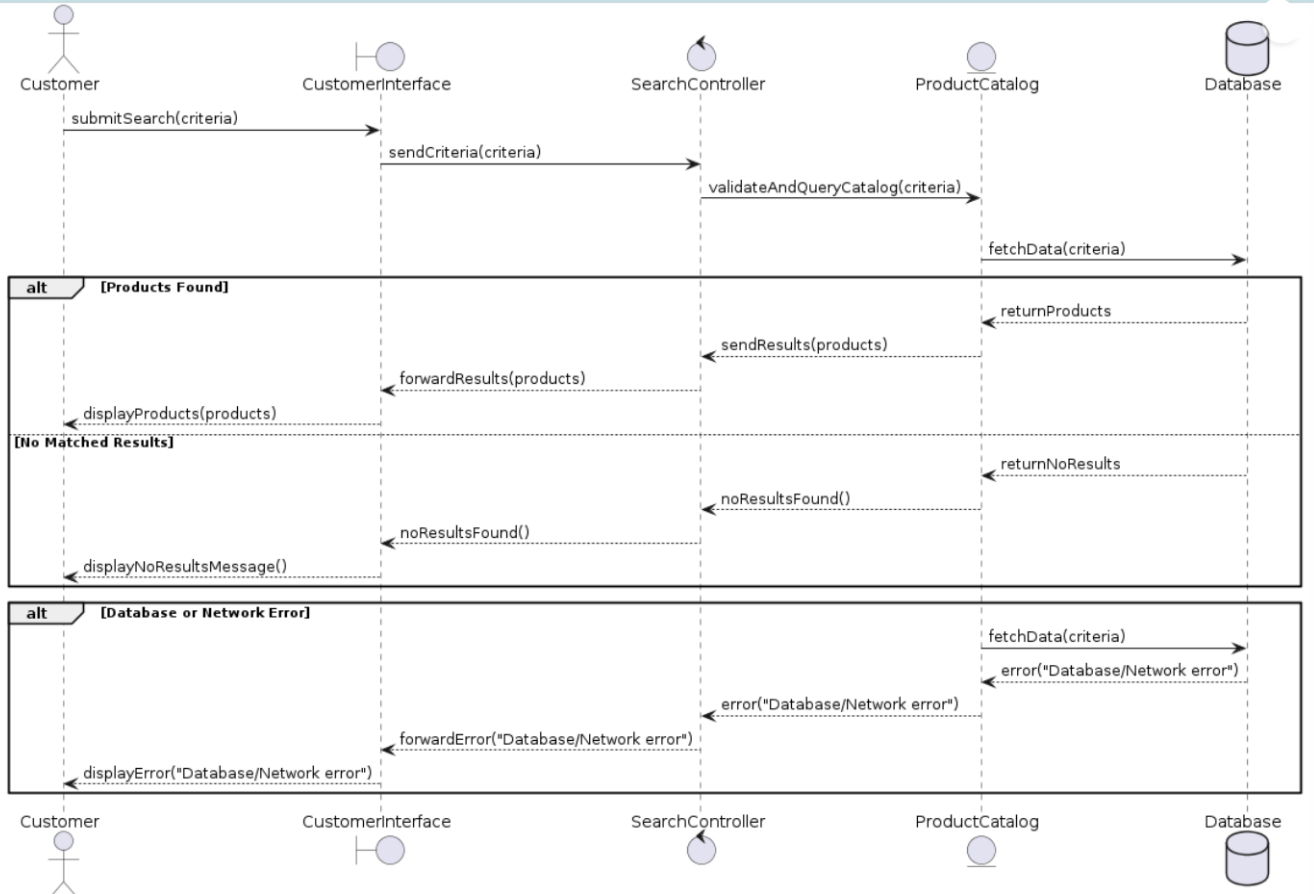 Customer
CustomerInterface
SearchController
ProductCatalog
Database
submitSearch(criteria)
sendCriteria(criteria)
validateAndQueryCatalog(criteria)
fetchData(criteria)
alt [Products Found]
returnProducts
sendResults(products)
forwardResults(products)
displayProducts(products)
[No Matched Results]
returnNoResults
noResultsFound()
noResultsFound()
displayNoResultsMessage()
alt [Database or Network Error]
fetchData(criteria)
error("Database/Network error")
error("Database/Network error")
forwardError("Database/Network error")
displayError("Database/Network error")
Customer
CustomerInterface
SearchController
ProductCatalog
Database